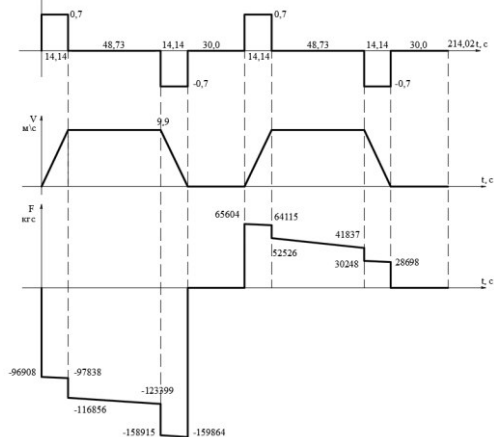 0,7 0,7
48,73 14,14 30,0 48,73 14,14 30,0 214,02 t, с
14,14 14,14
-0,7 -0,7
V
м\с
9,9
t, с
F
кгс
65604 64115
41837
52526
30248 28698
t, с
-96908 -97838
-123399
-116856
-158915 -159864